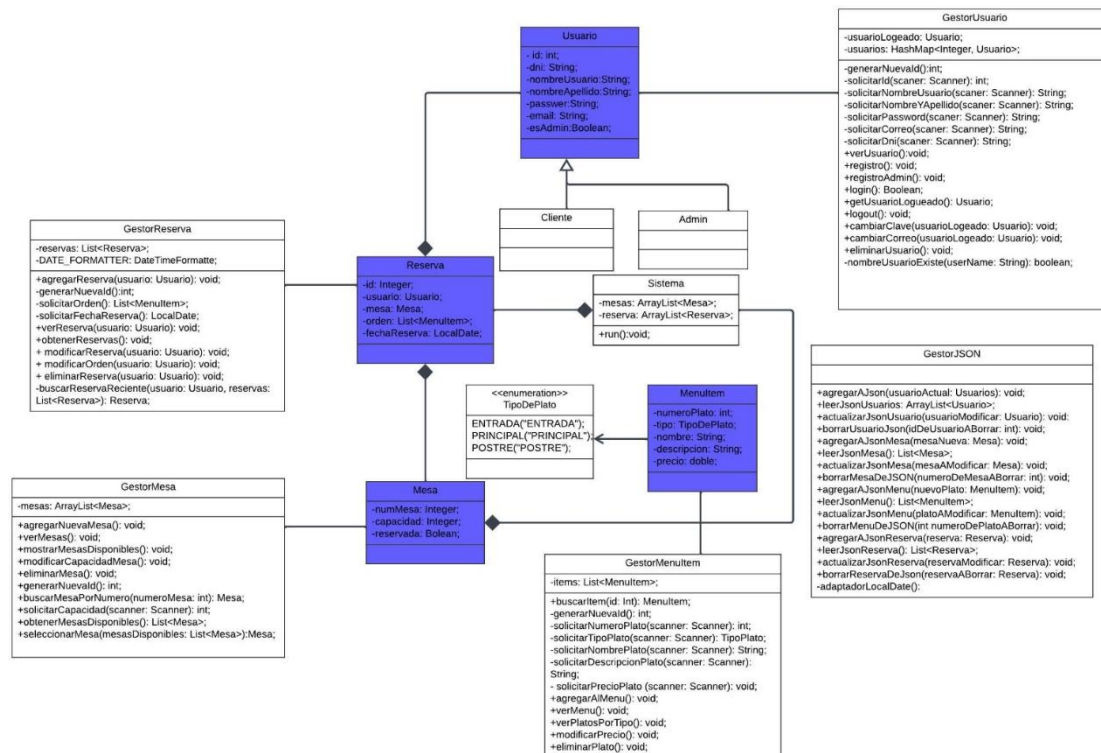 Usuario
- id: int;
-dni: String;
-nombreUsuario:String;
-nombreApellido:String;
-passwer:String;
-email: String;
-esAdmin:Boolean;
GestorUsuario
-usuarioLogeado: Usuario;
-usuarios: HashMap<Integer, Usuario>;
-generarNuevaId():int;
-solicitarId(scaner: Scanner): int;
-solicitarNombreUsuario(scaner: Scanner): String;
-solicitarNombreYApellido(scaner: Scanner): String;
-solicitarPassword(scaner: Scanner): String;
-solicitarCorreo(scaner: Scanner): String;
-solicitarDni(scaner: Scanner): String;
+verUsuario():void;
+registro(): void;
+registroAdmin(): void;
+login(): Boolean;
+getUsuarioLogueado(): Usuario;
+logout(): void;
+cambiarClave(usuarioLogeado: Usuario): void;
+cambiarCorreo(usuarioLogeado: Usuario): void;
+eliminarUsuario(): void;
-nombreUsuarioExiste(userName: String): boolean;
Cliente
Admin
GestorReserva
-reservas: List<Reserva>;
-DATE_FORMATTER: DateTimeFormatte;
+agregarReserva(usuario: Usuario): void;
-generarNuevaId():int;
-solicitarOrden(): List<MenuItem>;
-solicitarFechaReserva(): LocalDate;
+verReserva(usuario: Usuario): void;
+obtenerReservas(): void;
+ modificarReserva(usuario: Usuario): void;
+ modificarOrden(usuario: Usuario): void;
+ eliminarReserva(usuario: Usuario): void;
-buscarReservaReciente(usuario: Usuario, reservas:
List<Reserva>): Reserva;
Reserva
-id: Integer;
-usuario: Usuario;
-mesa: Mesa;
-orden: List<MenuItem>;
-fechaReserva: LocalDate;
Sistema
-mesas: ArrayList<Mesa>;
-reserva: ArrayList<Reserva>;
+run():void;
<<enumeration>>
TipoDePlato
ENTRADA("ENTRADA");
PRINCIPAL("PRINCIPAL");
POSTRE("POSTRE");
MenuItem
-numeroPlato: int;
-tipo: TipoDePlato;
-nombre: String;
-descripcion: String;
-precio: doble;
GestorJSON
+agregarAJson(usuarioActual: Usuarios): void;
+leerJsonUsuarios: ArrayList<Usuario>;
+actualizarJsonUsuario(usuarioModificar: Usuario): void:
+borrarUsuarioJson(idDeUsuarioABorrar: int): void;
+agregarAJsonMesa(mesaNueva: Mesa): void;
+leerJsonMesa(): List<Mesa>;
+actualizarJsonMesa(mesaAModificar: Mesa): void;
+borrarMesaDeJSON(numeroDeMesaABorrar: int): void;
+agregarAJsonMenu(nuevoPlato: MenuItem): void;
+leerJsonMenu(): List<MenuItem>;
+actualizarJsonMenu(platoAModificar: MenuItem): void;
+borrarMenuDeJSON(int numeroDePlatoABorrar): void;
+agregarAJsonReserva(reserva: Reserva): void;
+leerJsonReserva(): List<Reserva>;
+actualizarJsonReserva(reservaModificar: Reserva): void;
+borrarReservaDeJson(reservaABorrar: Reserva): void;
-adaptadorLocalDate():
GestorMesa
-mesas: ArrayList<Mesa>;
+agregarNuevaMesa(): void;
+verMesas(): void;
+mostrarMesasDisponibles(): void;
+modificarCapacidadMesa(): void;
+eliminarMesa(): void;
+generarNuevaId(): int;
+buscarMesaPorNumero(numeroMesa: int): Mesa;
+solicitarCapacidad(scanner: Scanner): int;
+obtenerMesasDisponibles(): List<Mesa>;
+seleccionarMesa(mesasDisponibles: List<Mesa>):Mesa;
Mesa
-numMesa: Integer;
-capacidad: Integer;
-reservada: Bolean;
GestorMenuItem
-items: List<MenuItem>;
+buscarItem(id: Int): MenuItem;
-generarNuevaId(): int;
-solicitarNumeroPlato(scanner: Scanner): int;
-solicitarTipoPlato(scanner: Scanner): TipoPlato;
-solicitarNombrePlato(scanner: Scanner): String;
-solicitarDescripcionPlato(scanner: Scanner):
String;
- solicitarPrecioPlato (scanner: Scanner): void;
+agregarAlMenu(): void;
+verMenu(): void;
+verPlatosPorTipo(): void;
+modificarPrecio(): void;
+eliminarPlato(): void;